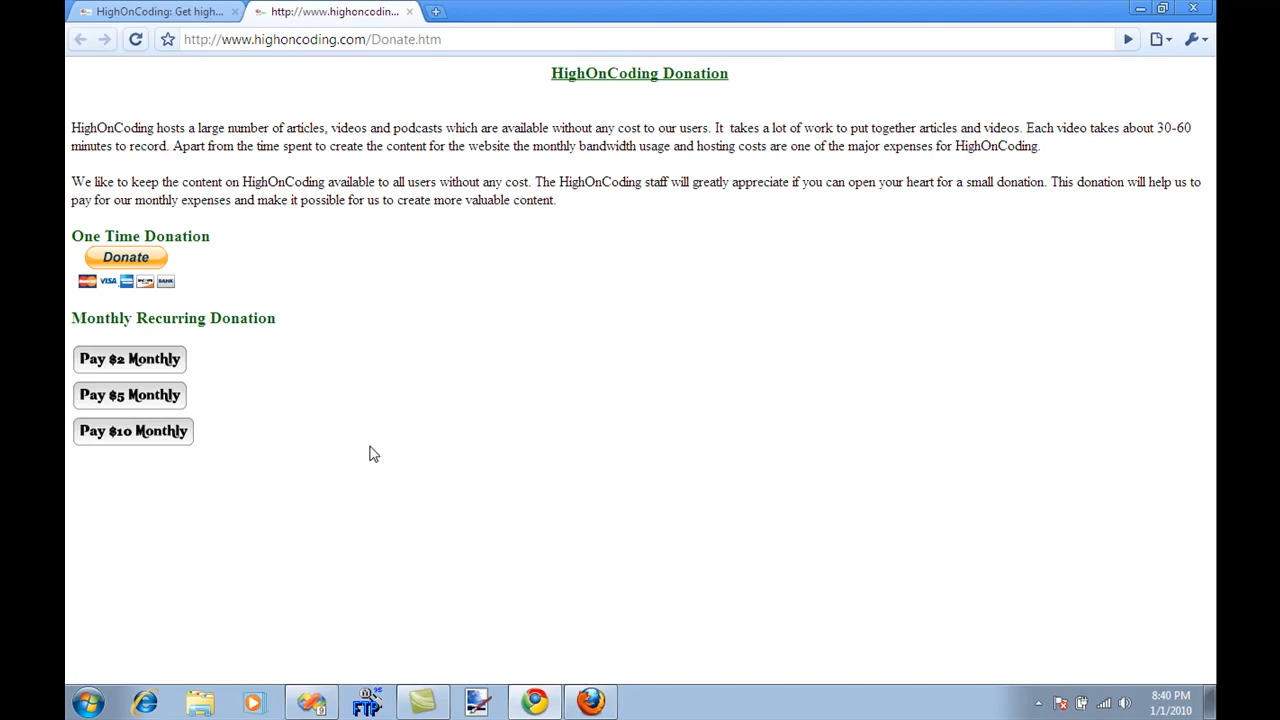 HighOnCoding: Get high...
http://www.highoncodin...
http://www.highoncoding.com/Donate.htm
HighOnCoding Donation
HighOnCoding hosts a large number of articles, videos and podcasts which are available without any cost to our users. It  takes a lot of work to put together articles and videos. Each video takes about 30-60
minutes to record. Apart from the time spent to create the content for the website the monthly bandwidth usage and hosting costs are one of the major expenses for HighOnCoding.
We like to keep the content on HighOnCoding available to all users without any cost. The HighOnCoding staff will greatly appreciate if you can open your heart for a small donation. This donation will help us to
pay for our monthly expenses and make it possible for us to create more valuable content.
One Time Donation
Donate
VISA BANK
Monthly Recurring Donation
Pay $2 Monthly
Pay $5 Monthly
Pay $10 Monthly
95
FTP
9
8:40 PM
1/1/2010